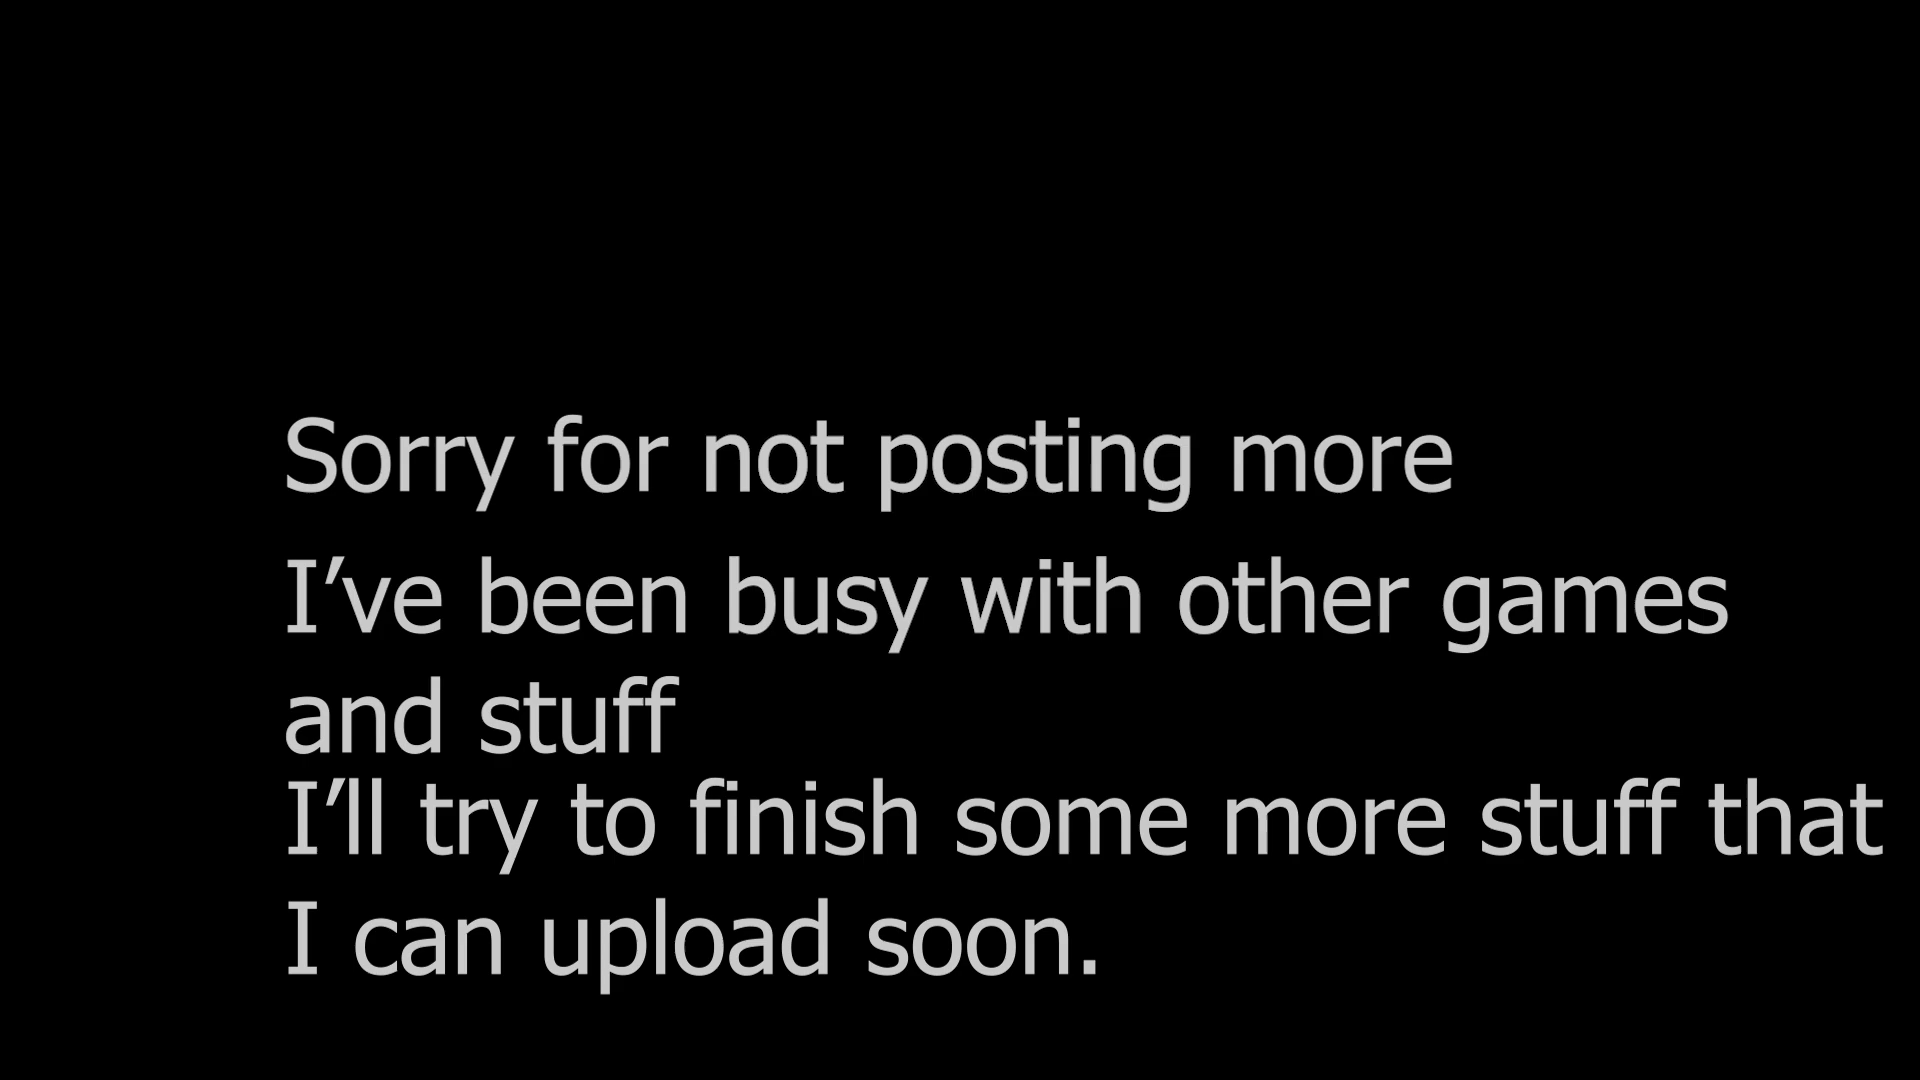 Sorry for not posting more
I’ve been busy with other games
and stuff
I’ll try to finish some more stuff that
I can upload soon.